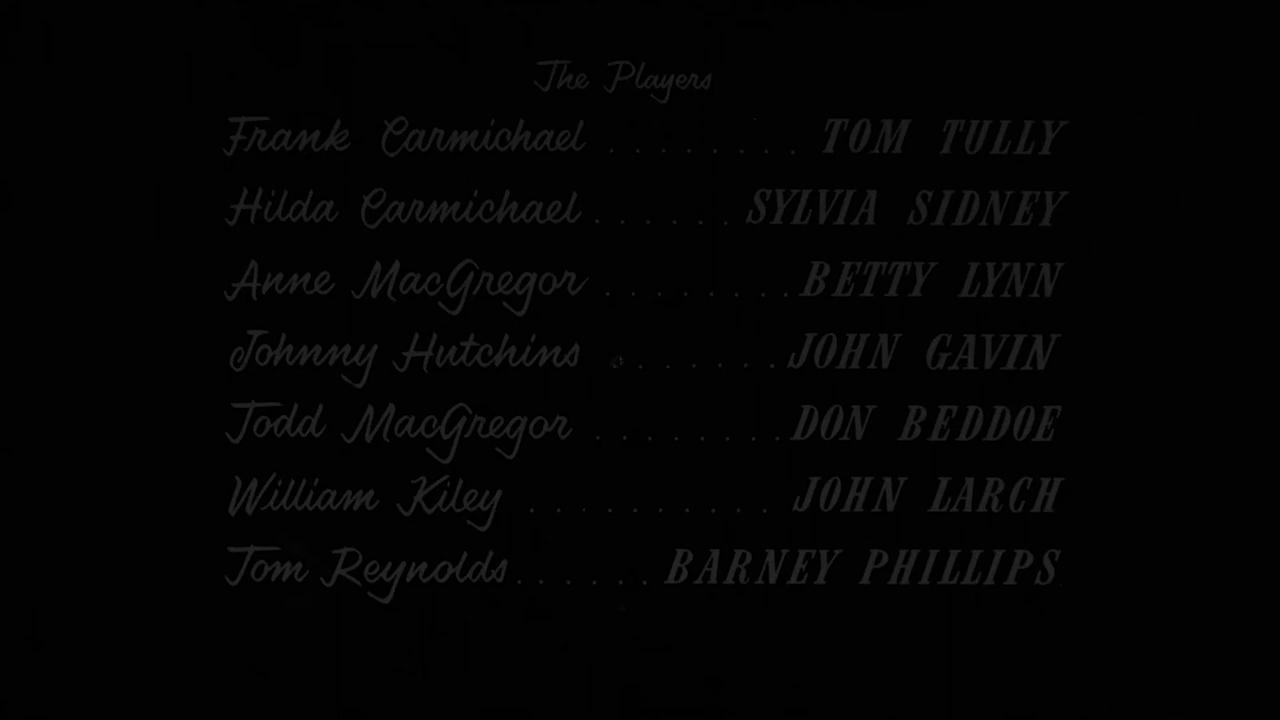 The Players
Frank Carmichael ........ TOM TULLY
Hilda Carmichael ...... SYLVIA SIDNEY
Anne MacGregor ........ BETTY LYNN
Johnny Hutchins ....... JOHN GAVIN
Todd MacGregor ........ DON BEDDOE
William Kiley .......... JOHN LARCH
Tom Reynolds ...... BARNEY PHILLIPS